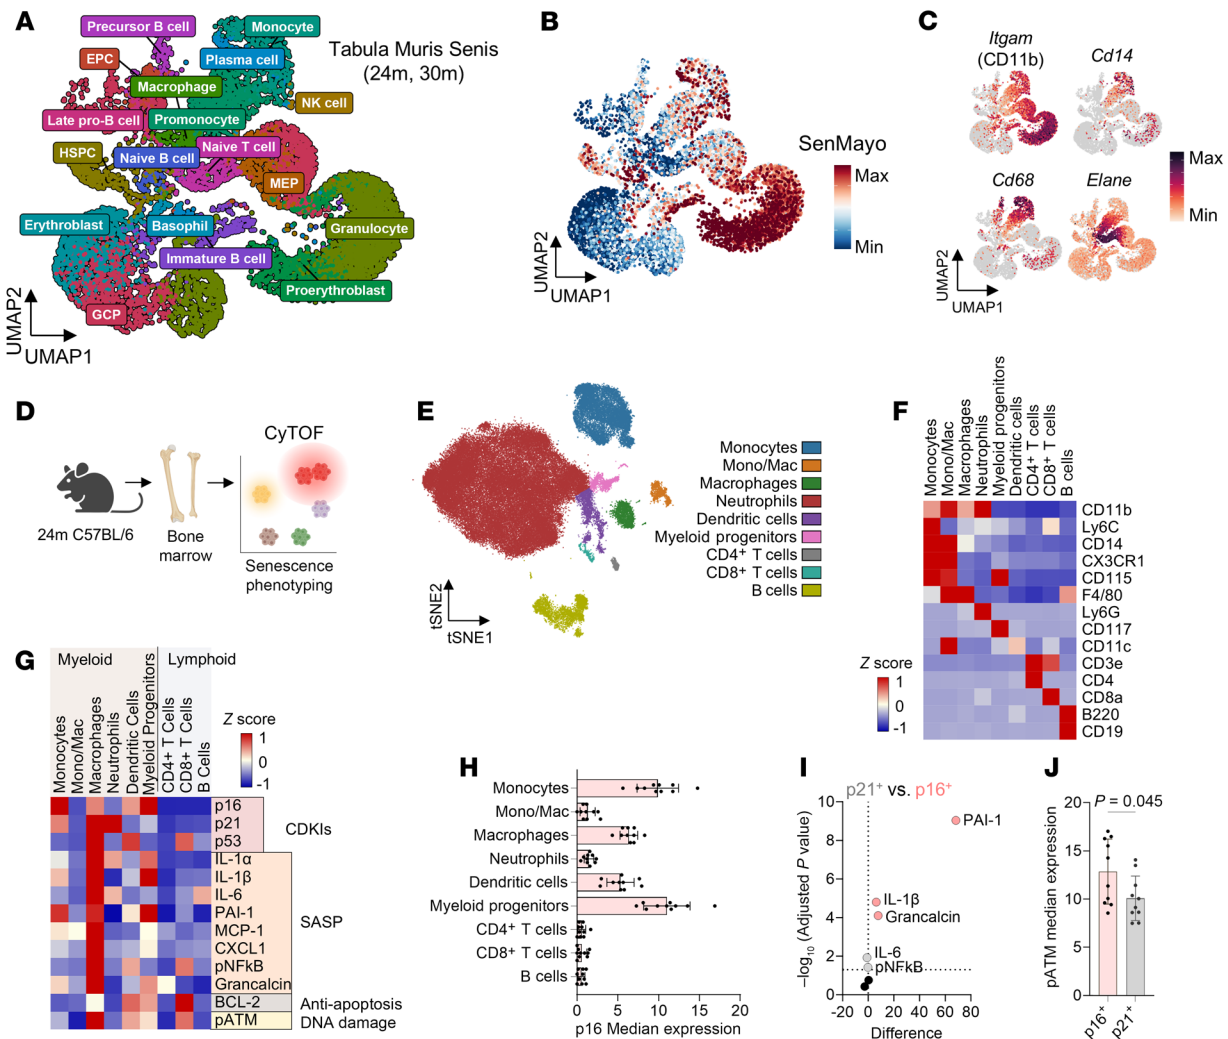 A
Precursor B cell
Monocyte
EPC
Plasma cell
Tabula Muris Senis
(24m, 30m)
Macrophage
NK cell
Late pro-B cell
Promonocyte
HSPC
Naive B cell
Naive T cell
MEP
Erythroblast
Basophil
Granulocyte
Immature B cell
Proerythroblast
GCP
UMAP2
UMAP1
B
SenMayo
Max
Min
UMAP2
UMAP1
C
Itgam
(CD11b)
Cd14
Cd68
Elane
Max
Min
UMAP2
UMAP1
D
CyTOF
24m C57BL/6
Bone
marrow
Senescence
phenotyping
E
Monocytes
Mono/Mac
Macrophages
Neutrophils
Dendritic cells
Myeloid progenitors
CD4+ T cells
CD8+ T cells
B cells
tSNE2
tSNE1
F
Monocytes
Mono/Mac
Macrophages
Neutrophils
Myeloid progenitors
Dendritic cells
CD4+ T cells
CD8+ T cells
B cells
CD11b
Ly6C
CD14
CX3CR1
CD115
F4/80
Ly6G
CD117
CD11c
CD3e
CD4
CD8a
B220
CD19
Z score
1
0
-1
G
Myeloid
Lymphoid
Monocytes
Mono/Mac
Macrophages
Neutrophils
Dendritic Cells
Myeloid Progenitors
CD4+ T Cells
CD8+ T Cells
B Cells
Z score
1
0
-1
p16
p21
p53
CDKIs
IL-1α
IL-1β
IL-6
PAI-1
MCP-1
CXCL1
pNFkB
Grancalcin
SASP
BCL-2
Anti-apoptosis
pATM
DNA damage
H
Monocytes
Mono/Mac
Macrophages
Neutrophils
Dendritic cells
Myeloid progenitors
CD4+ T cells
CD8+ T cells
B cells
0 5 10 15 20
p16 Median expression
I
p21+ vs. p16+
10
8
6
4
2
0
–log10 (Adjusted P value)
PAI-1
IL-1β
Grancalcin
IL-6
pNFkB
-20 0 20 40 60 80
Difference
J
P = 0.045
20
15
10
5
0
pATM median expression
p16+
p21+